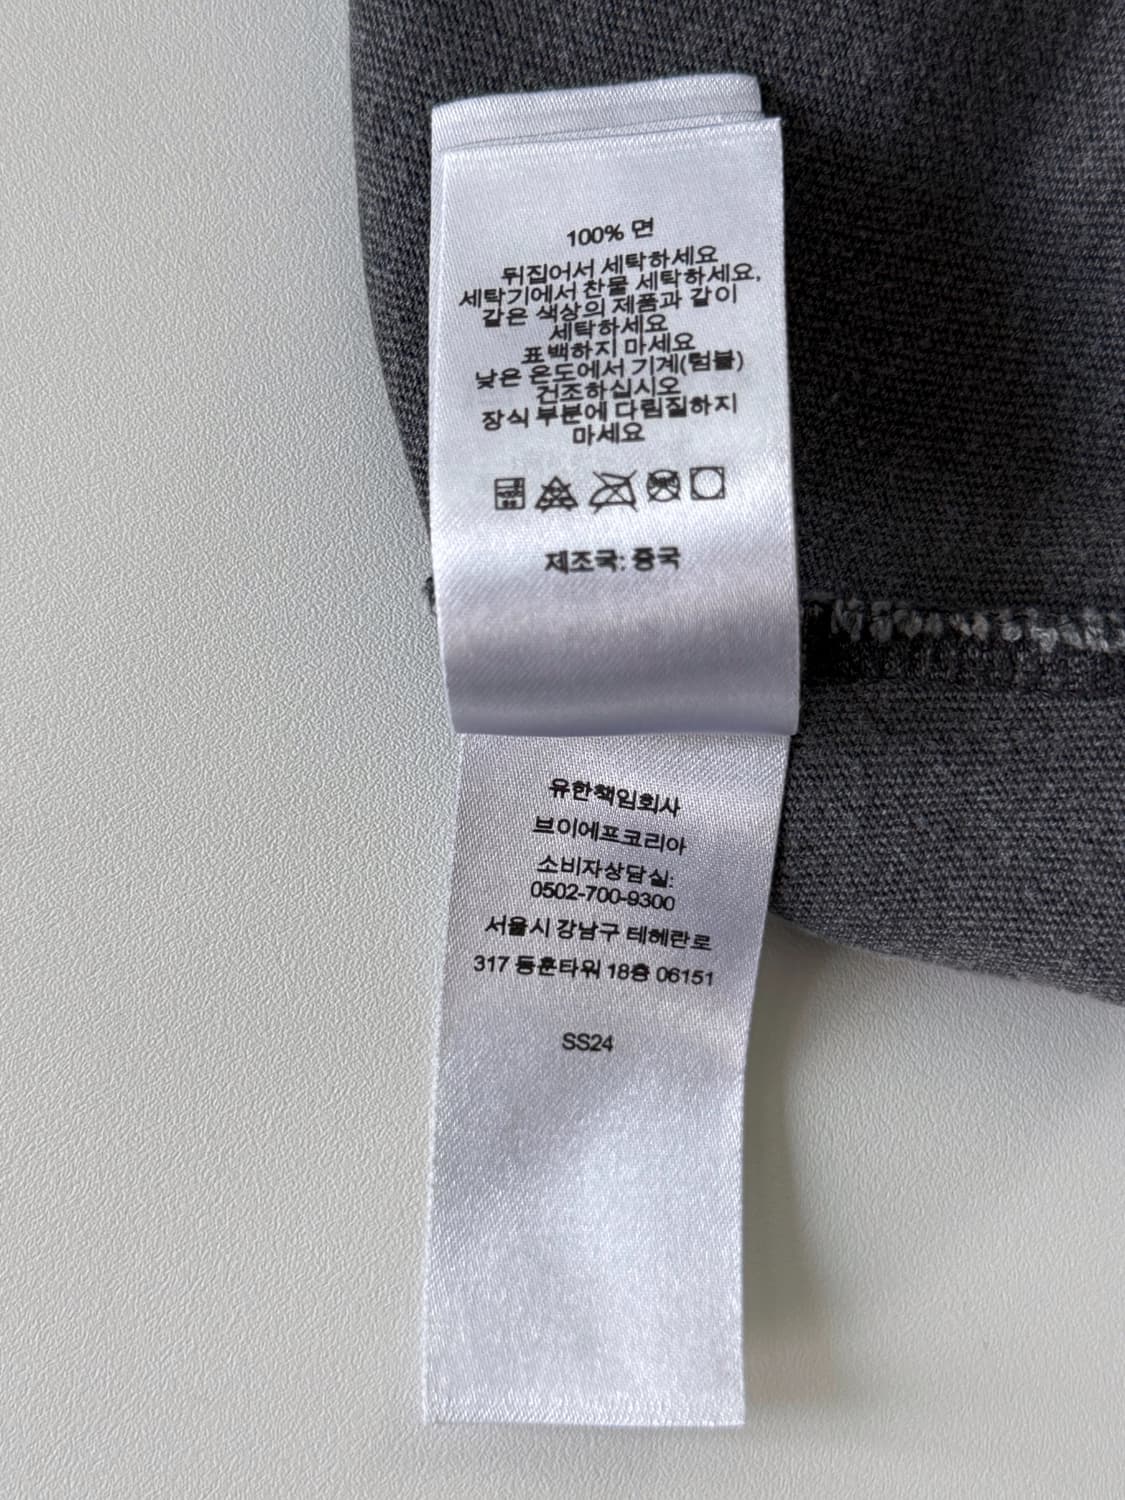 100% 면
뒤집어서 세탁하세요
세탁기에서 찬물 세탁하세요,
같은 색상의 제품과 같이
세탁하세요
표백하지 마세요
낮은 온도에서 기계(텀블)
건조하십시오
장식 부분에 다림질하지
마세요
제조국: 중국
유한책임회사
브이에프코리아
소비자상담실:
0502-700-9300
서울시 강남구 테헤란로
317 동훈타워 18층 06151
SS24